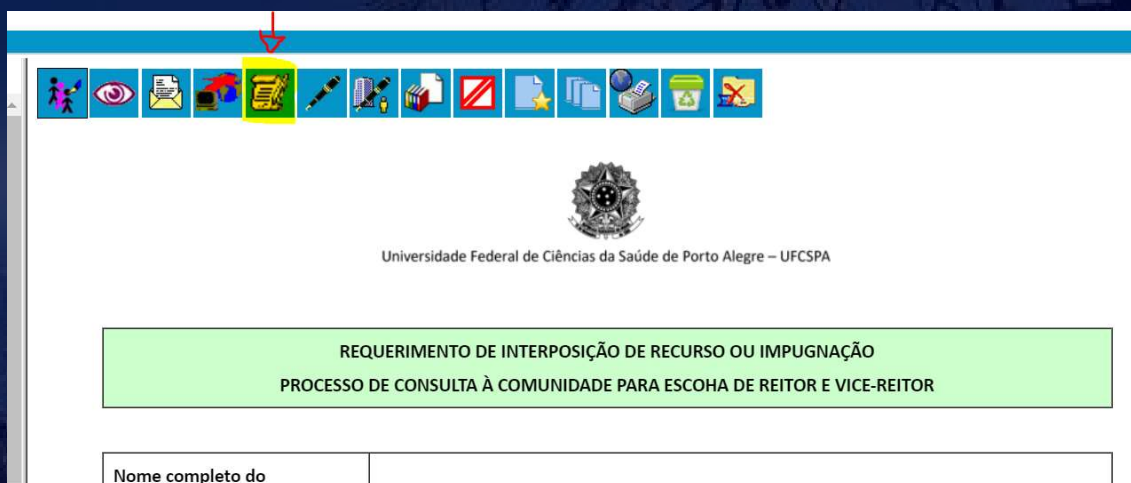 Universidade Federal de Ciências da Saúde de Porto Alegre – UFCSPA
REQUERIMENTO DE INTERPOSIÇÃO DE RECURSO OU IMPUGNAÇÃO
PROCESSO DE CONSULTA À COMUNIDADE PARA ESCOHA DE REITOR E VICE-REITOR
Nome completo do